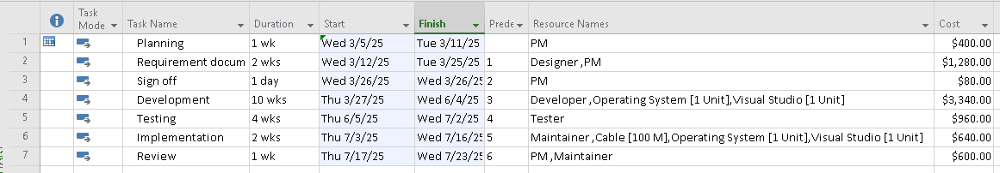 Task Mode Task Name Duration Start Finish Prede Resource Names Cost
1 Planning 1 wk Wed 3/5/25 Tue 3/11/25 PM $400.00
2 Requirement docum 2 wks Wed 3/12/25 Tue 3/25/25 1 Designer ,PM $1,280.00
3 Sign off 1 day Wed 3/26/25 Wed 3/26/25 2 PM $80.00
4 Development 10 wks Thu 3/27/25 Wed 6/4/25 3 Developer ,Operating System [1 Unit],Visual Studio [1 Unit] $3,340.00
5 Testing 4 wks Thu 6/5/25 Wed 7/2/25 4 Tester $960.00
6 Implementation 2 wks Thu 7/3/25 Wed 7/16/25 5 Maintainer ,Cable [100 M],Operating System [1 Unit],Visual Studio [1 Unit] $640.00
7 Review 1 wk Thu 7/17/25 Wed 7/23/25 6 PM ,Maintainer $600.00